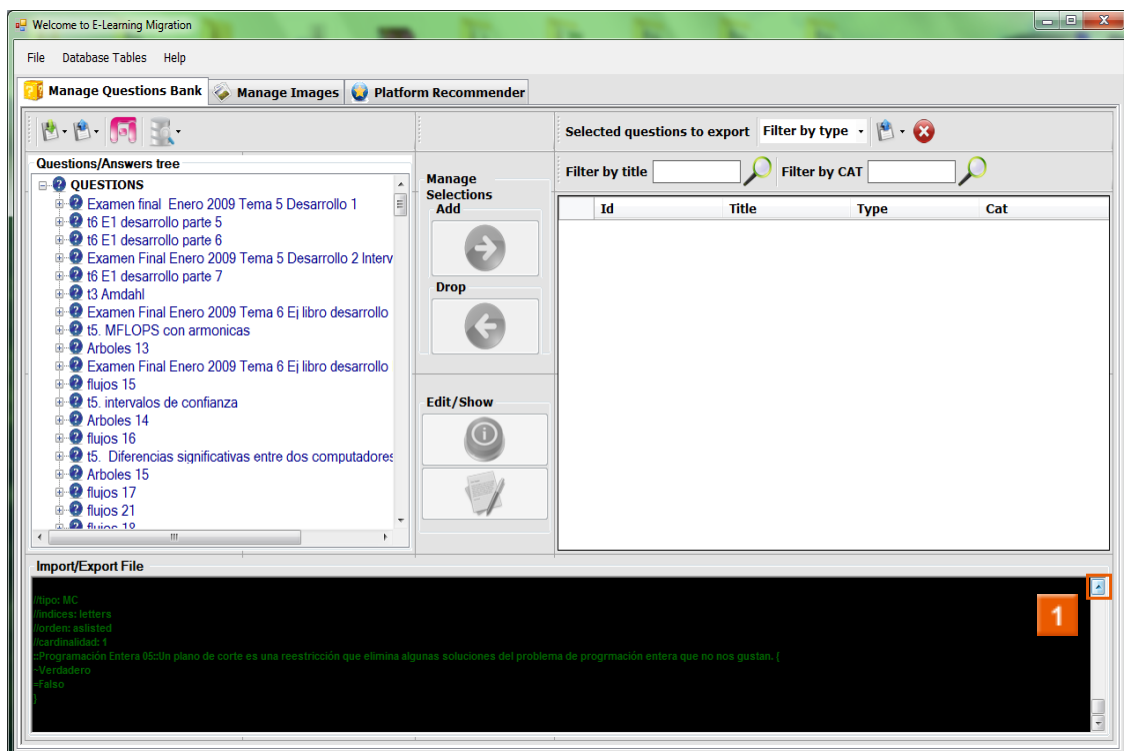 Welcome to E-Learning Migration
File Database Tables Help
Manage Questions Bank Manage Images Platform Recommender
Selected questions to export Filter by type
Questions/Answers tree
Filter by title Filter by CAT
QUESTIONS
Examen final Enero 2009 Tema 5 Desarrollo 1
t6 E1 desarrollo parte 5
t6 E1 desarrollo parte 6
Examen Final Enero 2009 Tema 5 Desarrollo 2 Interv
t6 E1 desarrollo parte 7
t3 Amdahl
Examen Final Enero 2009 Tema 6 Ej libro desarrollo
t5. MFLOPS con armonicas
Arboles 13
Examen Final Enero 2009 Tema 6 Ej libro desarrollo
flujos 15
t5. intervalos de confianza
Arboles 14
flujos 16
t5. Diferencias significativas entre dos computadores
Arboles 15
flujos 17
flujos 21
flujos 18
Manage
Selections
Add
Drop
Edit/Show
Id Title Type Cat
Import/Export File
//tipo: MC
//indices: letters
//orden: aslisted
//cardinalidad: 1
::Programación Entera 05::Un plano de corte es una reestricción que elimina algunas soluciones del problema de progrmación entera que no nos gustan. {
~Verdadero
=Falso
}
1